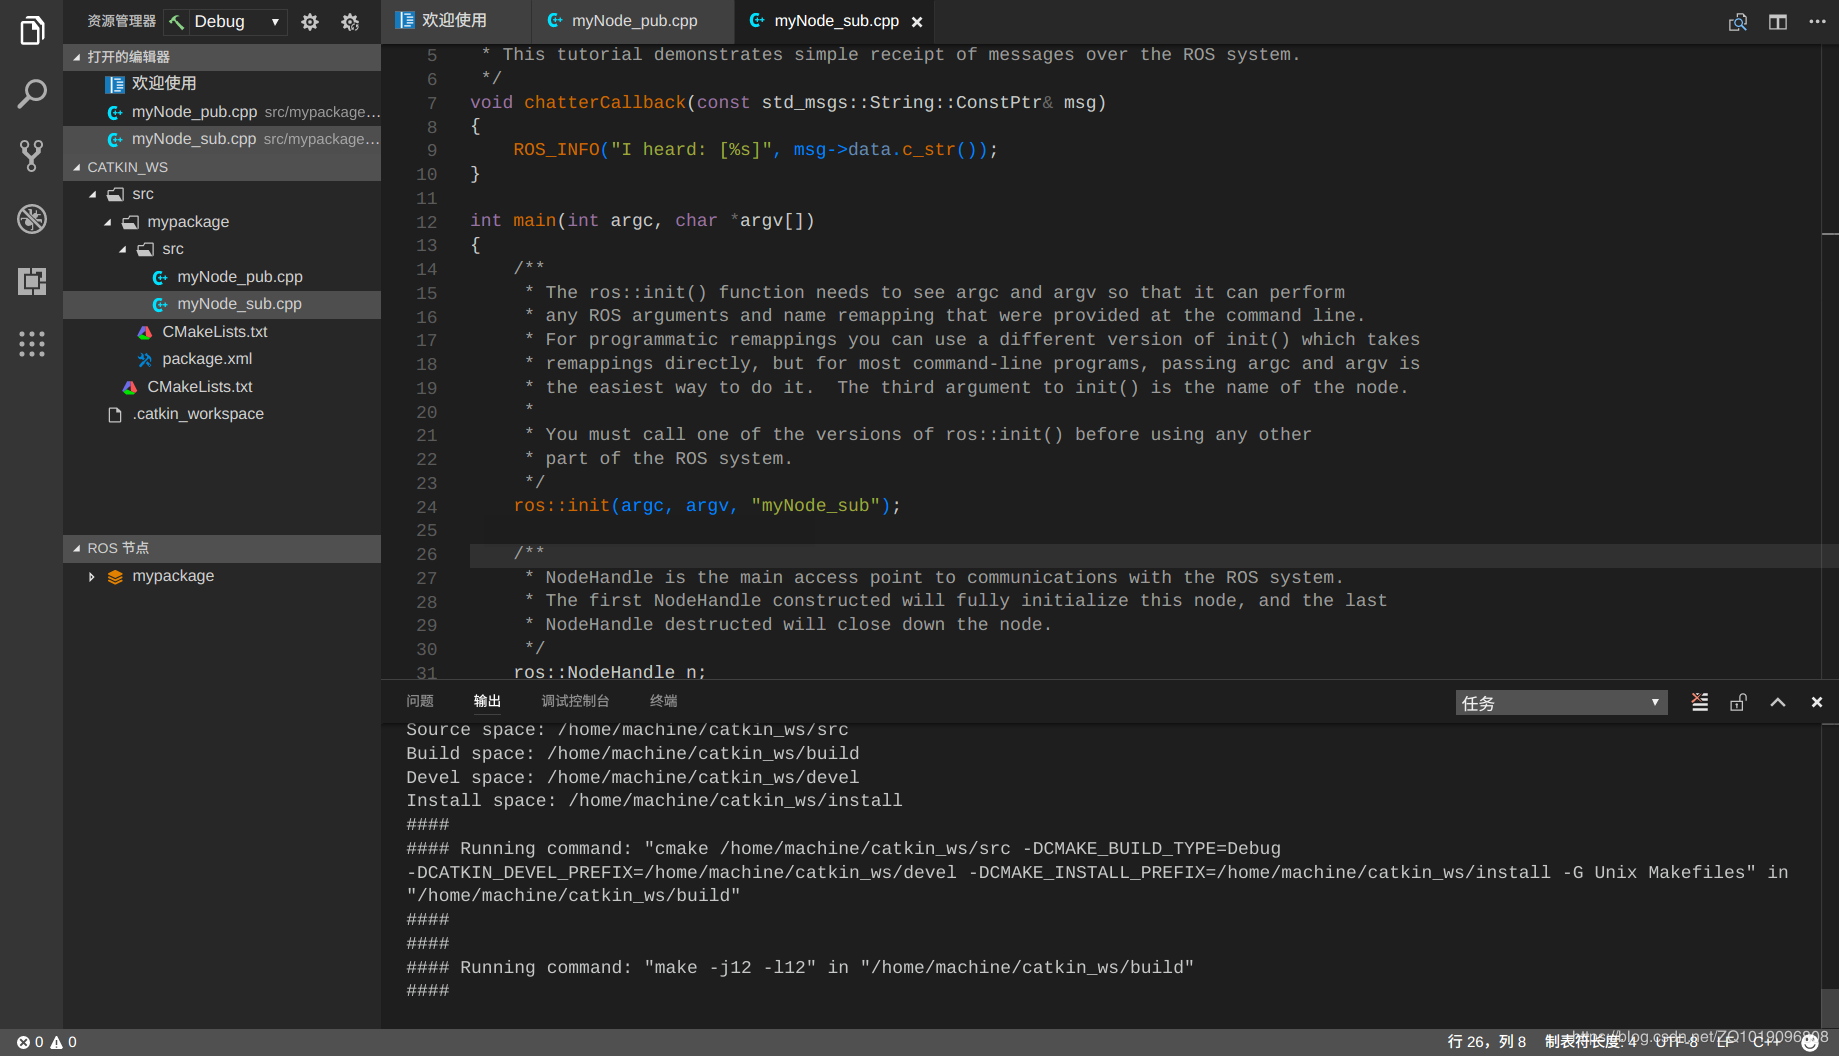 资源管理器 Debug
欢迎使用 myNode_pub.cpp myNode_sub.cpp
打开的编辑器
欢迎使用
myNode_pub.cpp src/mypackage...
myNode_sub.cpp src/mypackage...
CATKIN_WS
src
mypackage
src
myNode_pub.cpp
myNode_sub.cpp
CMakeLists.txt
package.xml
CMakeLists.txt
.catkin_workspace
ROS 节点
mypackage
5 * This tutorial demonstrates simple receipt of messages over the ROS system.
6 */
7 void chatterCallback(const std_msgs::String::ConstPtr& msg)
8 {
9 ROS_INFO("I heard: [%s]", msg->data.c_str());
10 }
11
12 int main(int argc, char *argv[])
13 {
14 /**
15 * The ros::init() function needs to see argc and argv so that it can perform
16 * any ROS arguments and name remapping that were provided at the command line.
17 * For programmatic remappings you can use a different version of init() which takes
18 * remappings directly, but for most command-line programs, passing argc and argv is
19 * the easiest way to do it.  The third argument to init() is the name of the node.
20 *
21 * You must call one of the versions of ros::init() before using any other
22 * part of the ROS system.
23 */
24 ros::init(argc, argv, "myNode_sub");
25
26 /**
27 * NodeHandle is the main access point to communications with the ROS system.
28 * The first NodeHandle constructed will fully initialize this node, and the last
29 * NodeHandle destructed will close down the node.
30 */
31 ros::NodeHandle n;
问题 输出 调试控制台 终端 任务
Source space: /home/machine/catkin_ws/src
Build space: /home/machine/catkin_ws/build
Devel space: /home/machine/catkin_ws/devel
Install space: /home/machine/catkin_ws/install
####
#### Running command: "cmake /home/machine/catkin_ws/src -DCMAKE_BUILD_TYPE=Debug
-DCATKIN_DEVEL_PREFIX=/home/machine/catkin_ws/devel -DCMAKE_INSTALL_PREFIX=/home/machine/catkin_ws/install -G Unix Makefiles" in
"/home/machine/catkin_ws/build"
####
####
#### Running command: "make -j12 -l12" in "/home/machine/catkin_ws/build"
####
0 0 行 26，列 8 制表符长度: 4 UTF-8 LF C++
https://blog.csdn.net/ZQ1019096808